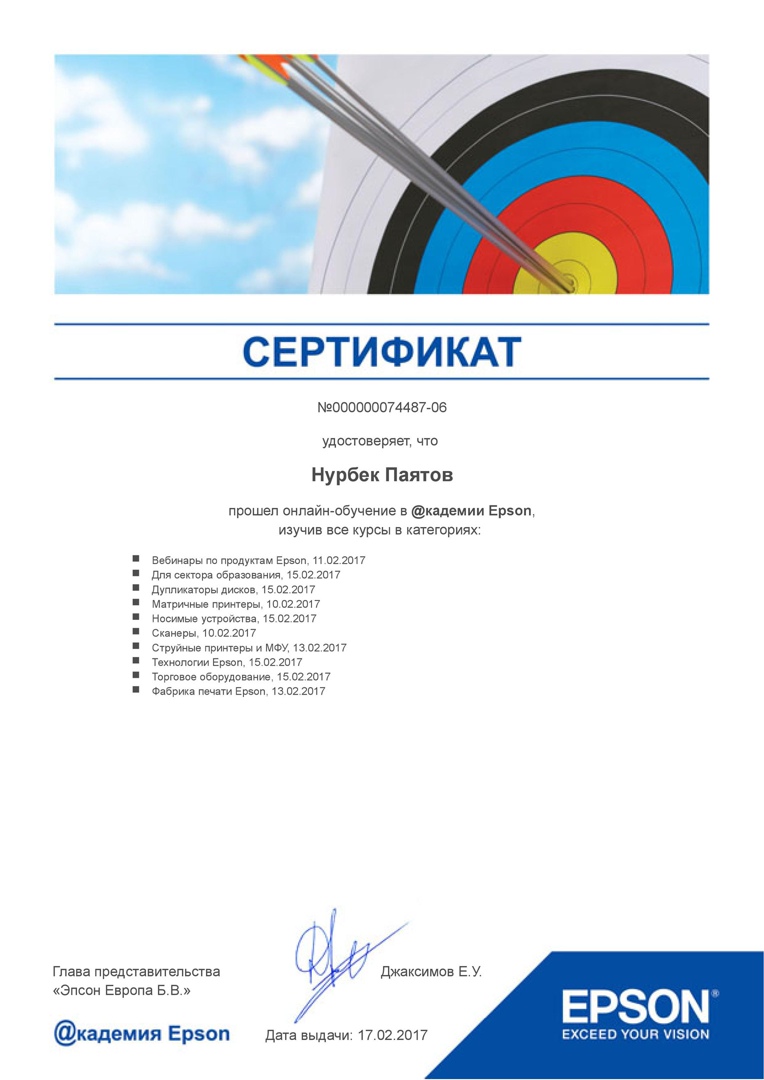 СЕРТИФИКАТ
№000000074487-06
удостоверяет, что
Нурбек Паятов
прошел онлайн-обучение в @кадемии Epson,
изучив все курсы в категориях:
Вебинары по продуктам Epson, 11.02.2017
Для сектора образования, 15.02.2017
Дупликаторы дисков, 15.02.2017
Матричные принтеры, 10.02.2017
Носимые устройства, 15.02.2017
Сканеры, 10.02.2017
Струйные принтеры и МФУ, 13.02.2017
Технологии Epson, 15.02.2017
Торговое оборудование, 15.02.2017
Фабрика печати Epson, 13.02.2017
Глава представительства
«Эпсон Европа Б.В.»
Джаксимов Е.У.
@кадемия Epson
Дата выдачи: 17.02.2017
EPSON®
EXCEED YOUR VISION